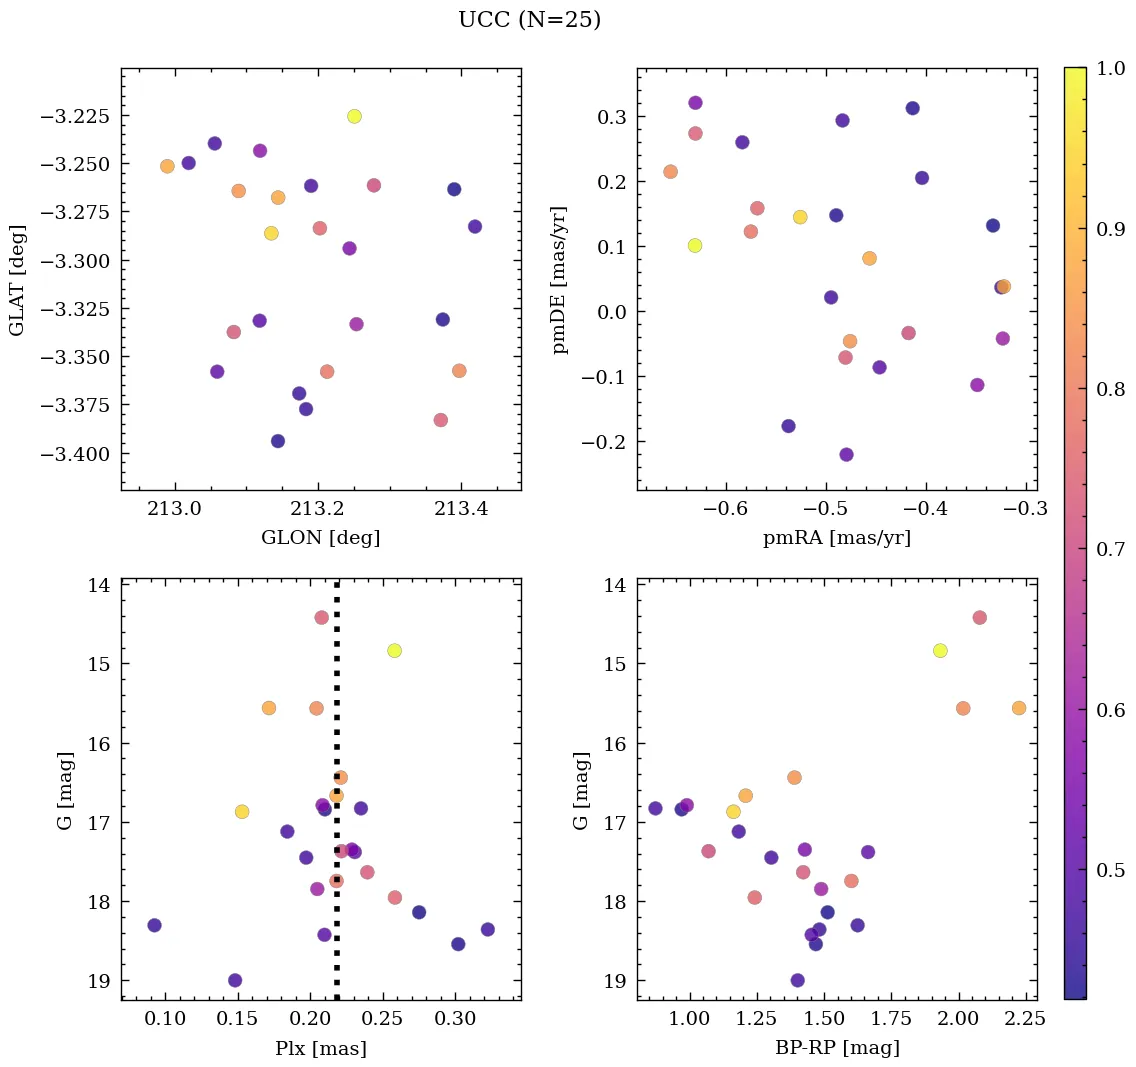 UCC (N=25)
−3.225
−3.250
−3.275
−3.300
−3.325
−3.350
−3.375
−3.400
GLAT [deg]
213.0 213.2 213.4
GLON [deg]
0.3
0.2
0.1
0.0
−0.1
−0.2
pmDE [mas/yr]
−0.6 −0.5 −0.4 −0.3
pmRA [mas/yr]
14
15
16
17
18
19
G [mag]
0.10 0.15 0.20 0.25 0.30
Plx [mas]
14
15
16
17
18
19
G [mag]
1.00 1.25 1.50 1.75 2.00 2.25
BP-RP [mag]
1.0
0.9
0.8
0.7
0.6
0.5